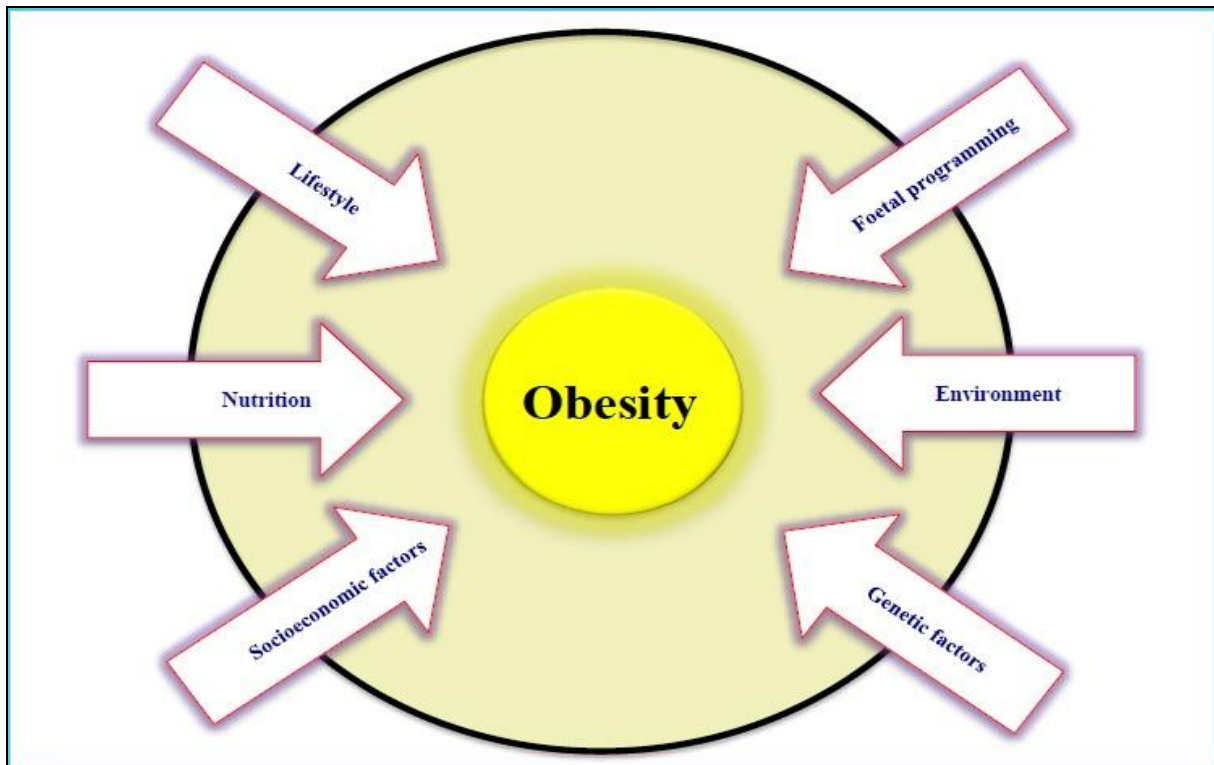 Lifestyle
Foetal programming
Nutrition
Obesity
Environment
Socioeconomic factors
Genetic factors